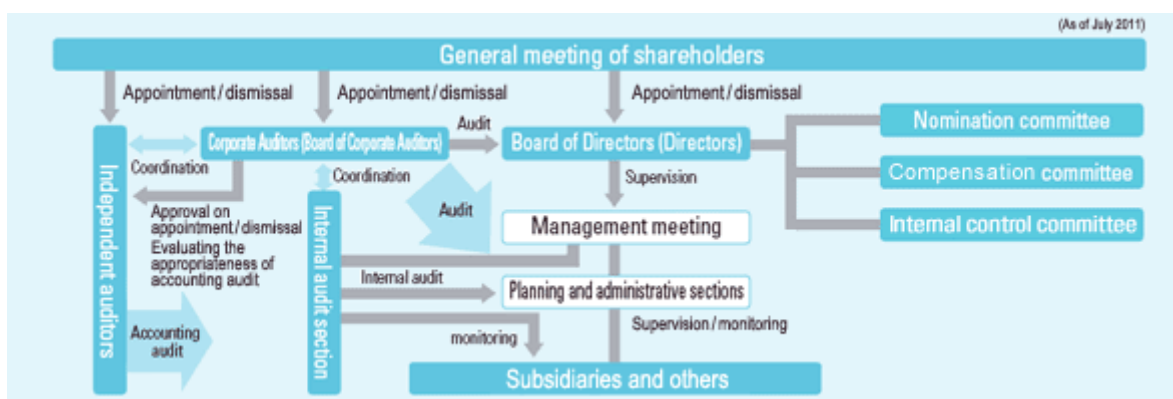 (As of July 2011)
General meeting of shareholders
Appointment / dismissal
Appointment / dismissal
Appointment / dismissal
Independent auditors
Coordination
Corporate Auditors (Board of Corporate Auditors)
Audit
Board of Directors (Directors)
Nomination committee
Compensation committee
Internal control committee
Approval on
appointment / dismissal
Evaluating the
appropriateness of
accounting audit
Coordination
Internal audit section
Audit
Supervision
Management meeting
Internal audit
Planning and administrative sections
Accounting
audit
monitoring
Supervision / monitoring
Subsidiaries and others